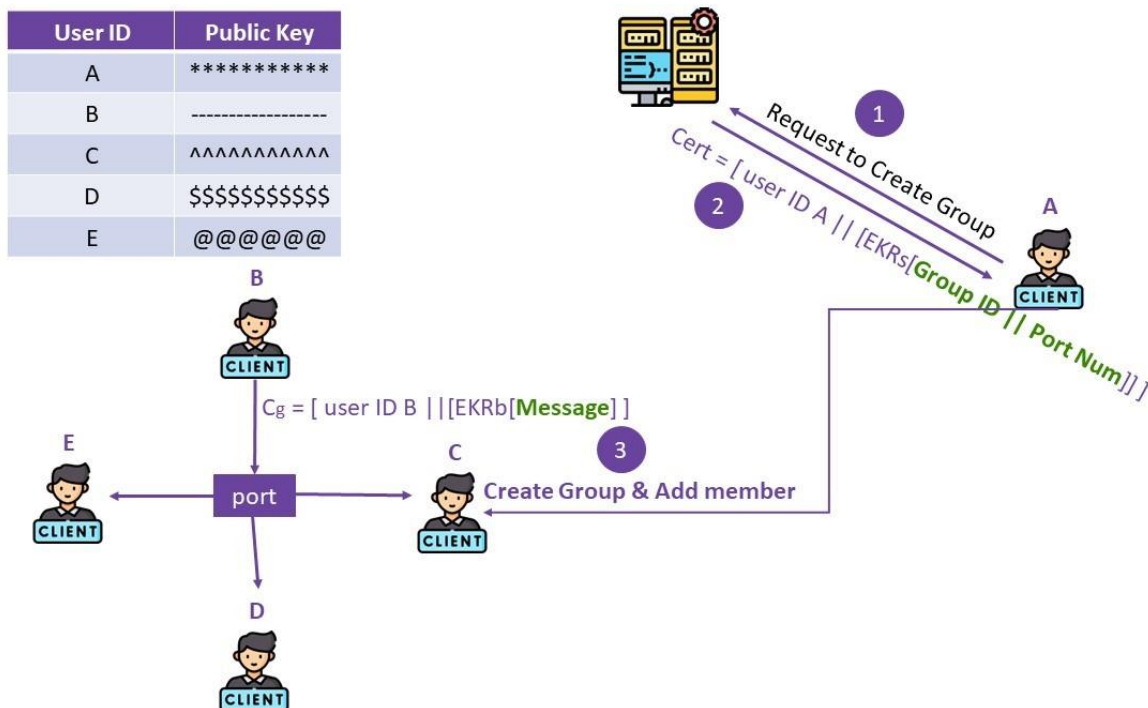 User ID Public Key
A ***********
B ------------------
C ^^^^^^^^^^^
D $$$$$$$$$$$
E @@@@@@
1
Request to Create Group
2
Cert = [ user ID A || [EKRs[Group ID || Port Num]] ]
A
CLIENT
B
CLIENT
Cg = [ user ID B ||[EKRb[Message] ]
E
CLIENT
port
C
CLIENT
3
Create Group & Add member
D
CLIENT